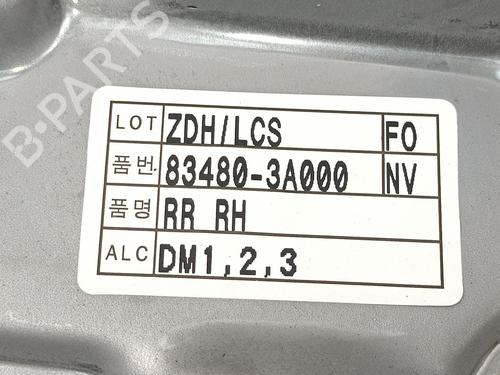 B-PARTS
LOT ZDH/LCS FO
품번 83480-3A000 NV
품명 RR RH
ALC DM1,2,3